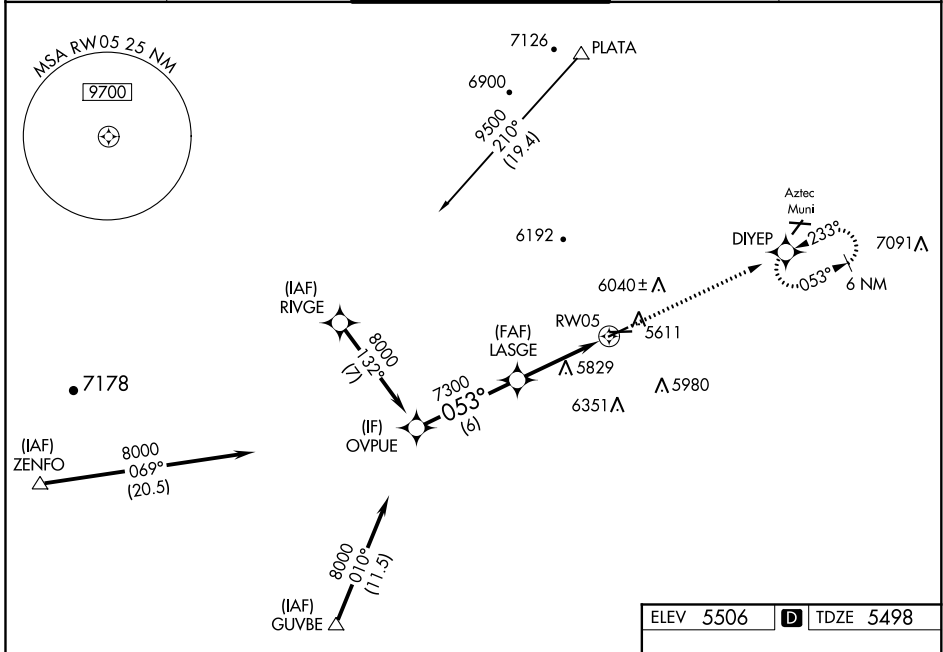 MSA RW05 25 NM
9700
7126
PLATA
6900
9500
210°
(19.4)
Aztec
Muni
6192
DIYEP
233°
7091
053°
6 NM
6040±
(IAF)
RIVGE
8000
132°
(7)
RW05
5611
(FAF)
LASGE
5829
5980
6351
7178
7300
053°
(6)
(IF)
OVPUE
(IAF)
ZENFO
8000
069°
(20.5)
8000
010°
(11.5)
(IAF)
GUVBE
ELEV 5506 D TDZE 5498